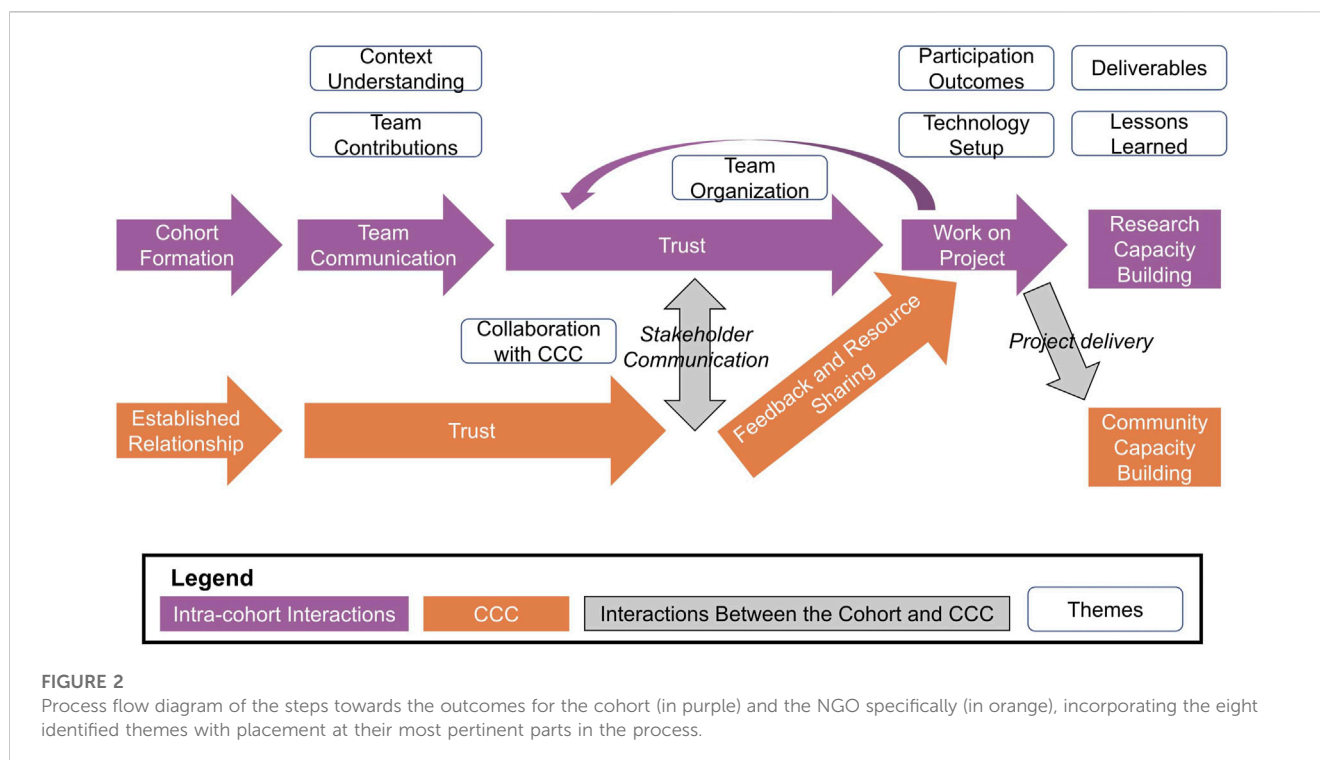 Context
Understanding
Team
Contributions
Participation
Outcomes
Deliverables
Technology
Setup
Lessons
Learned
Team
Organization
Cohort
Formation
Team
Communication
Trust
Work on
Project
Research
Capacity
Building
Collaboration
with CCC
Stakeholder
Communication
Feedback and Resource
Sharing
Project delivery
Established
Relationship
Trust
Community
Capacity
Building
Legend
Intra-cohort Interactions
CCC
Interactions Between the Cohort and CCC
Themes
FIGURE 2
Process flow diagram of the steps towards the outcomes for the cohort (in purple) and the NGO specifically (in orange), incorporating the eight
identified themes with placement at their most pertinent parts in the process.